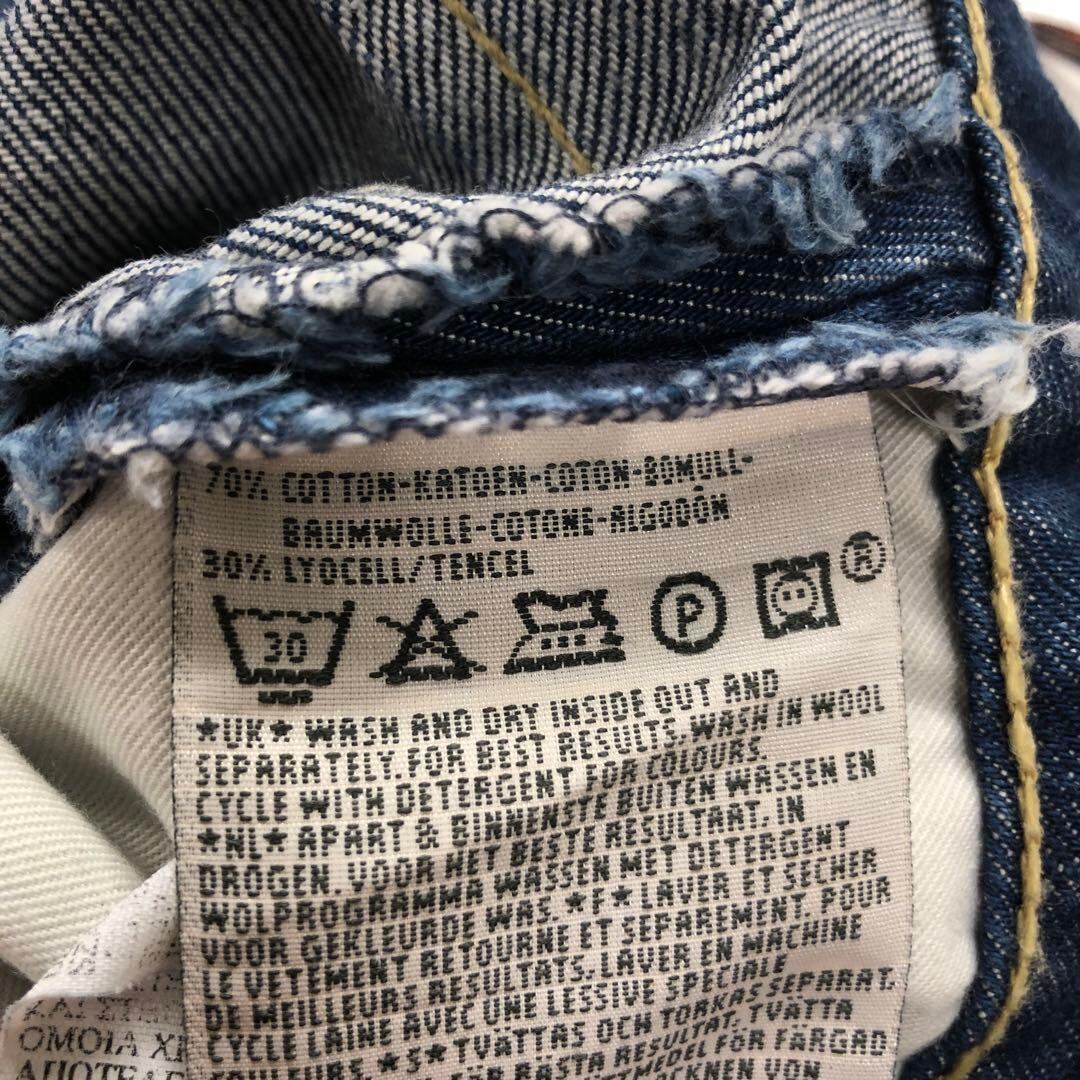 70% COTTON-KATOEN-COTON-BOMULL-
BAUMWOLLE-COTONE-ALGODÓN
30% LYOCELL/TENCEL
30 P ®
*UK* WASH AND DRY INSIDE OUT AND
SEPARATELY.FOR BEST RESULTS WASH IN WOOL
CYCLE WITH DETERGENT FOR COLOURS.
*NL* APART & BINNENSTE BUITEN WASSEN EN
DROGEN.VOOR HET BESTE RESULTAAT, IN
WOLPROGRAMMA WASSEN MET DETERGENT
VOOR GEKLEURDE WAS. *F* LAVER ET SECHER
LE VETEMENT RETOURNE ET SEPAREMENT. POUR
DE MEILLEURS RESULTATS, LAVER EN MACHINE
CYCLE LAINE AVEC UNE LESSIVE SPECIALE
COULEURS. *S* TVÄTTAS OCH TORKAS SEPARAT.
BÄSTA RESULTAT, TVÄTTA
FÖR FÄRGAD
VON
ΟΜΟΙΑ